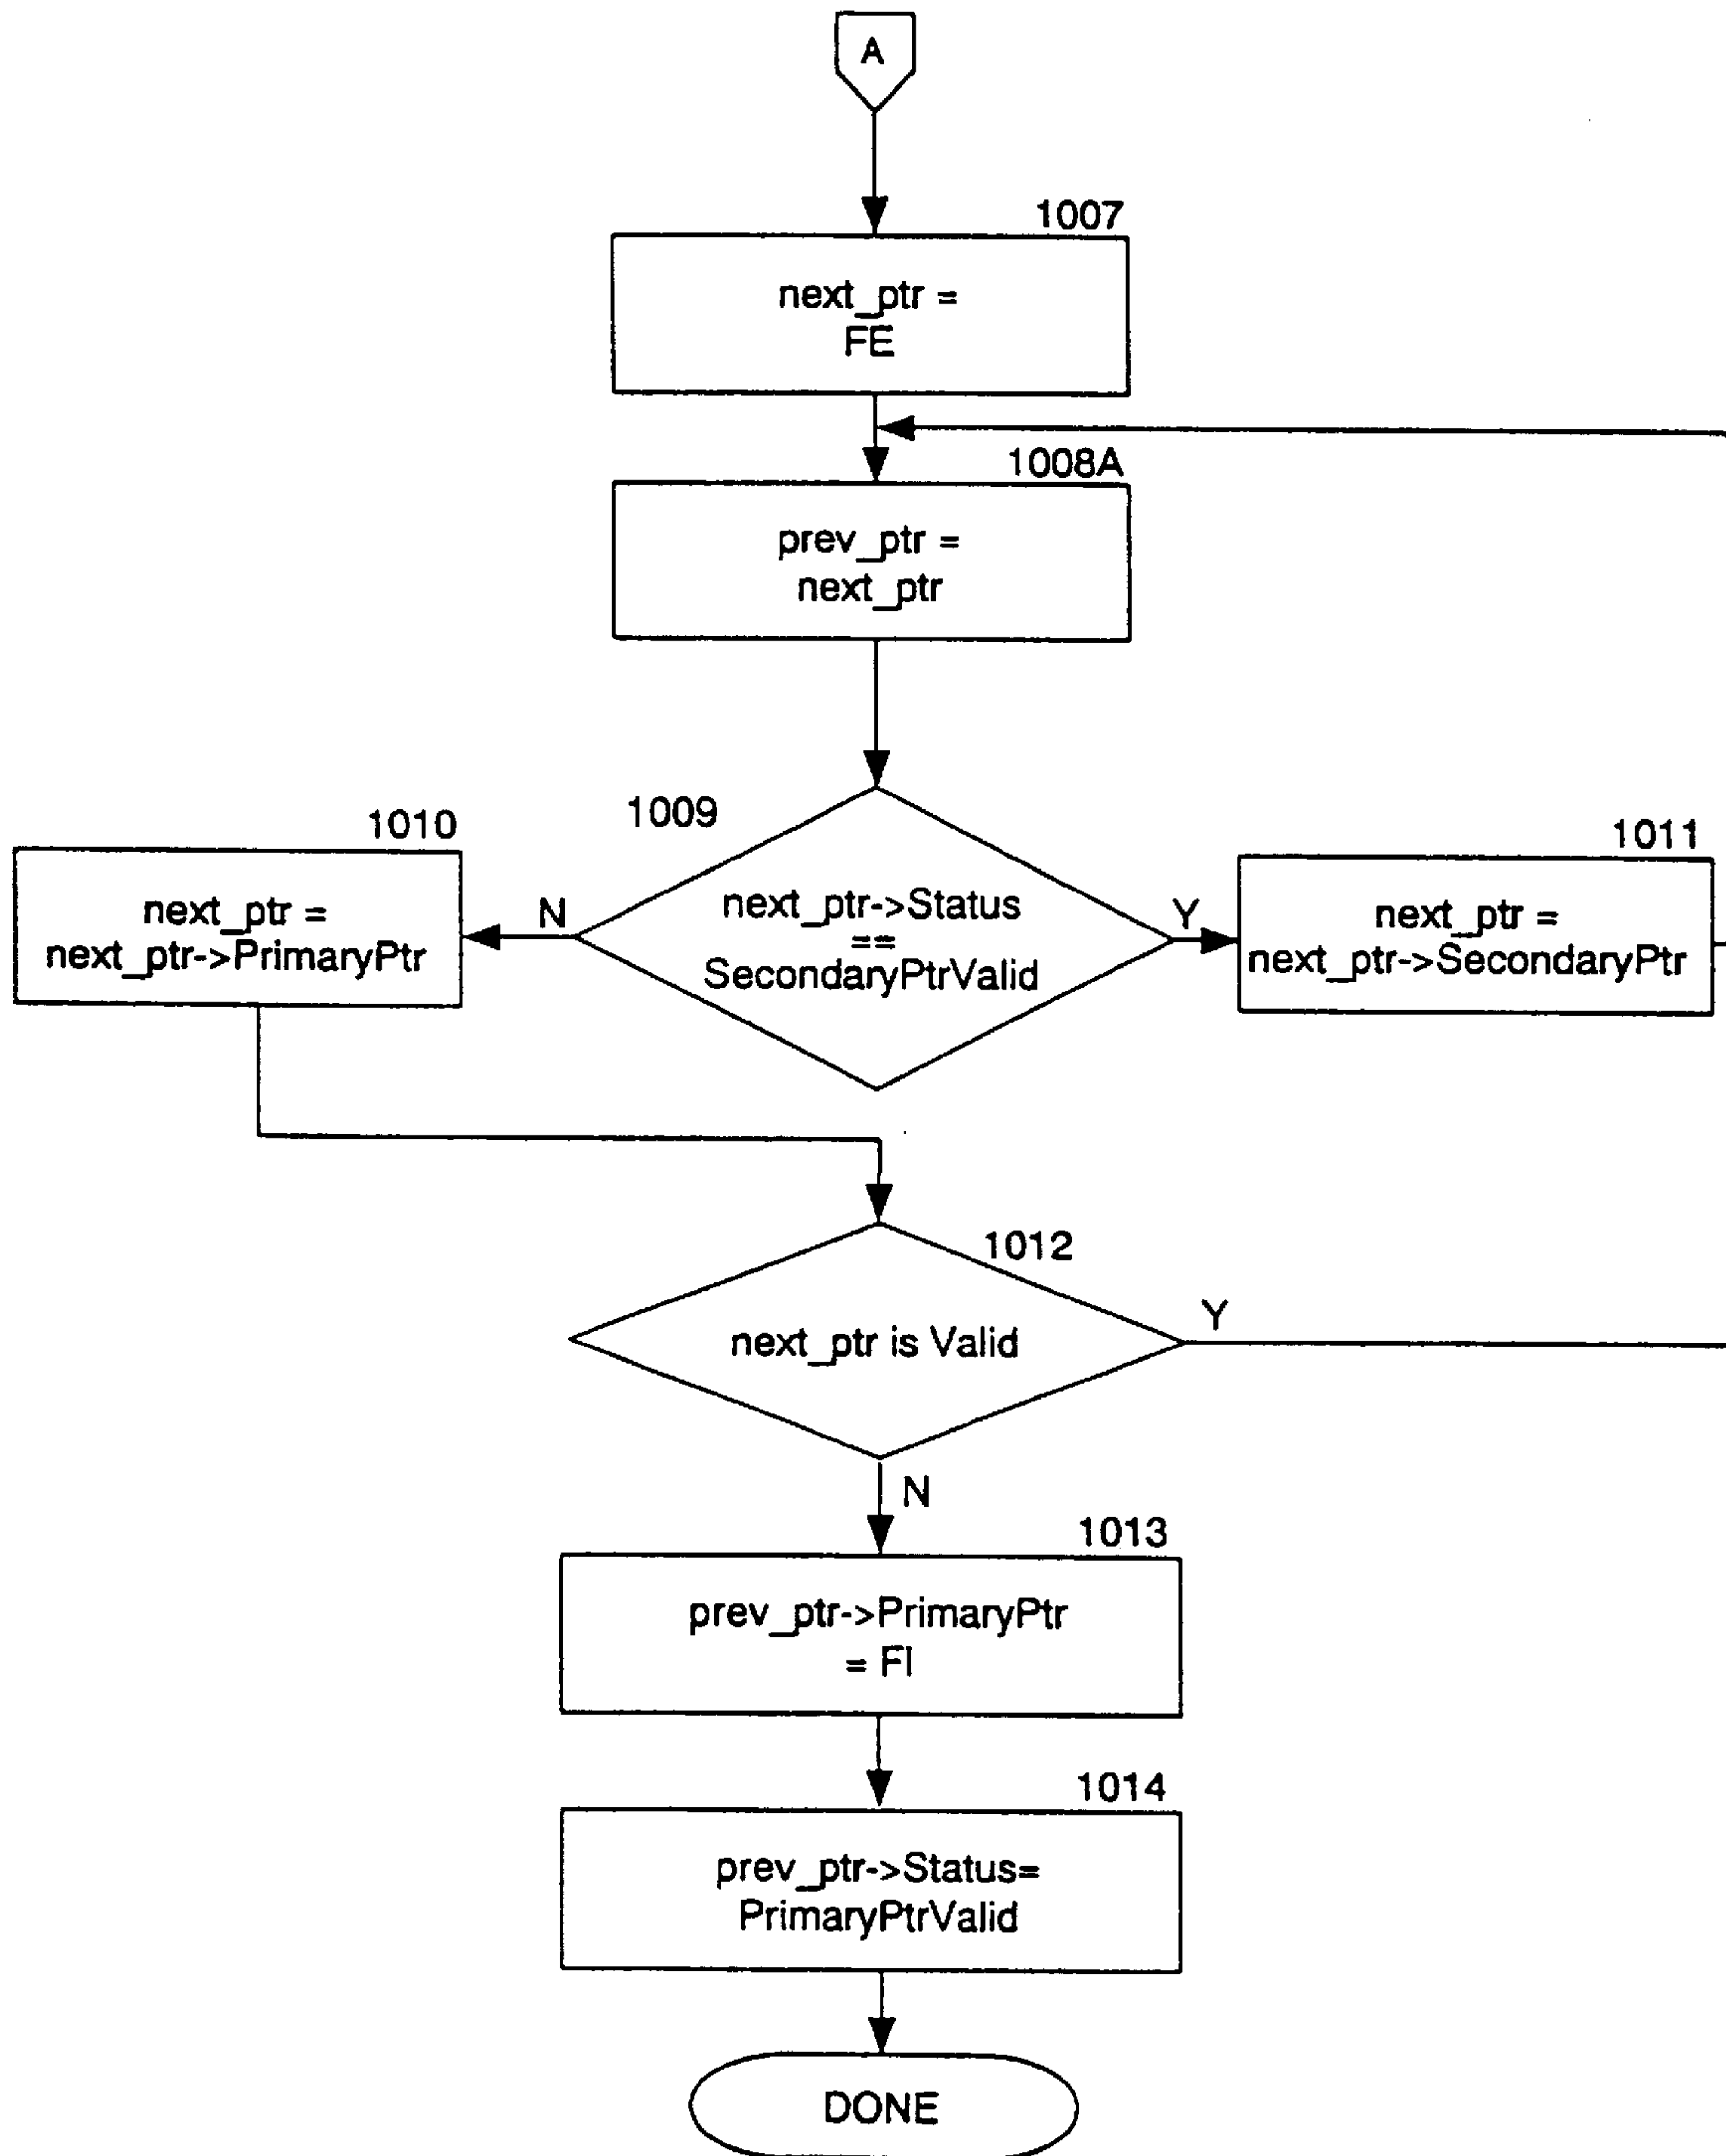 A
1007
next_ptr =
FE
1008A
prev_ptr =
next_ptr
1009
1010
1011
next_ptr =
next_ptr->PrimaryPtr
N
next_ptr->Status
==
SecondaryPtrValid
Y
next_ptr =
next_ptr->SecondaryPtr
1012
next_ptr is Valid
Y
N
1013
prev_ptr->PrimaryPtr
= FI
1014
prev_ptr->Status=
PrimaryPtrValid
DONE